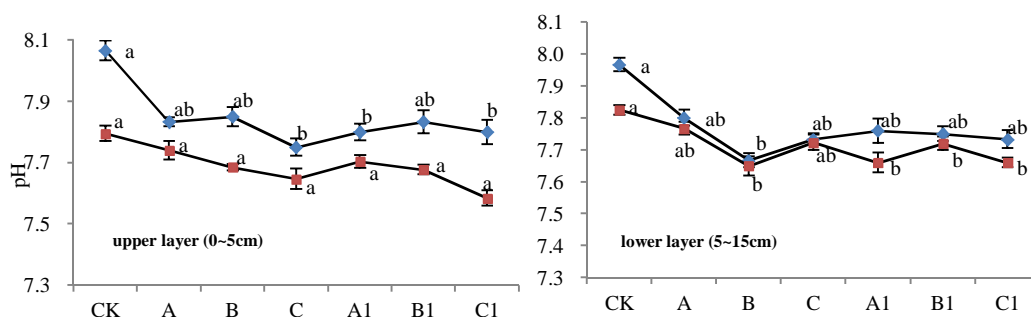 8.1
7.9
7.7
7.5
7.3
pH
a
ab
ab
b
b
ab
b
a
a
a
a
a
a
a
upper layer (0~5cm)
CK A B C A1 B1 C1
8.1
8.0
7.9
7.8
7.7
7.6
7.5
7.4
7.3
a
ab
b
ab
ab
ab
ab
a
ab
b
ab
b
b
b
lower layer (5~15cm)
CK A B C A1 B1 C1